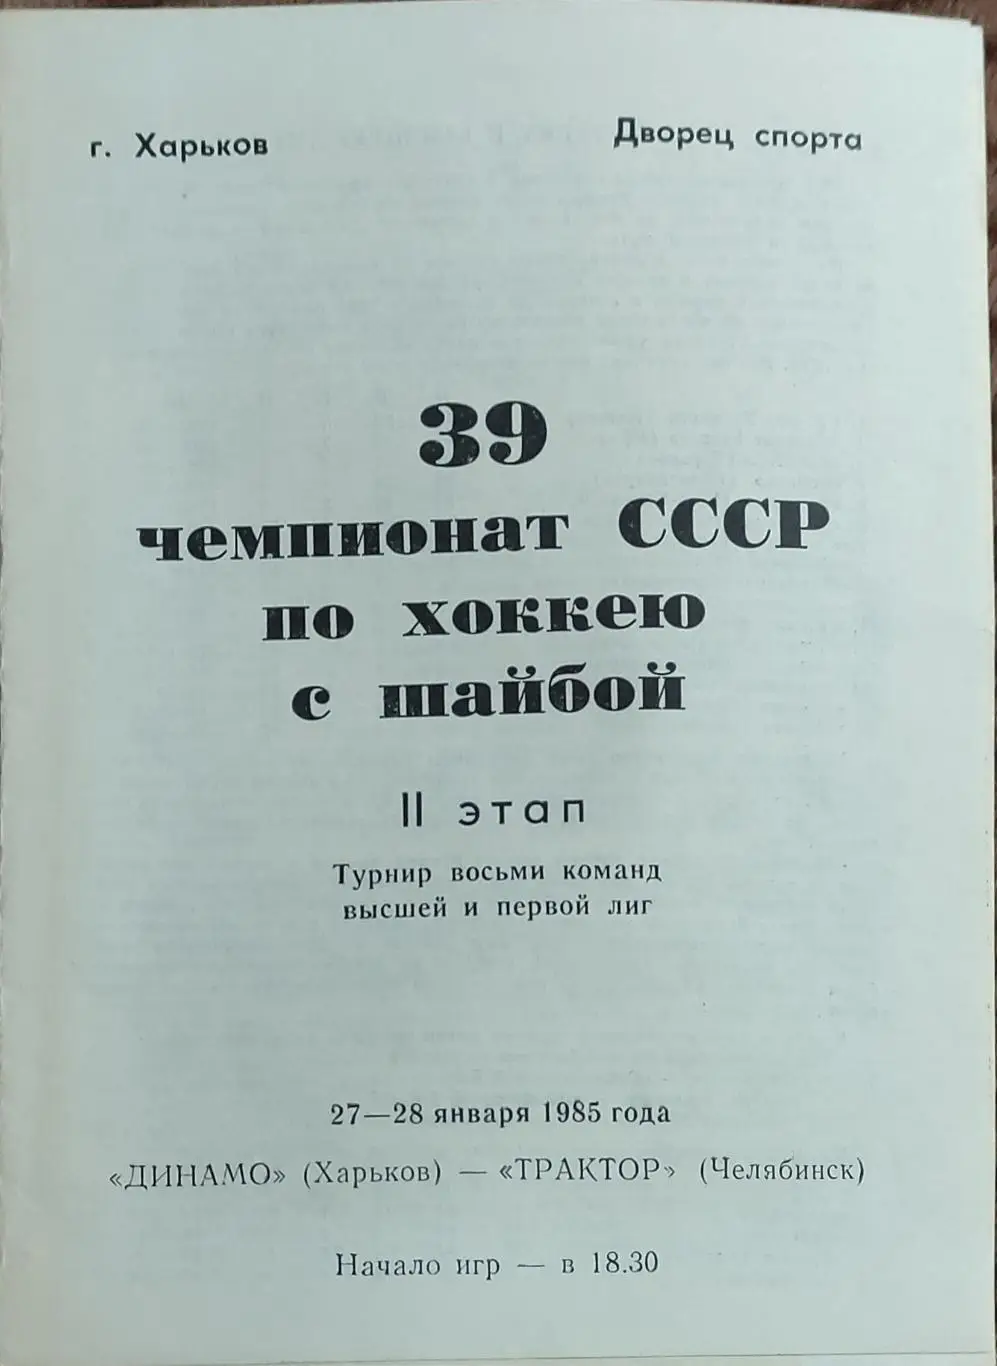 г. Харьков Дворец спорта
39
чемпионат СССР
по хоккею
с шайбой
II этап
Турнир восьми команд
высшей и первой лиг
27—28 января 1985 года
«ДИНАМО» (Харьков) — «ТРАКТОР» (Челябинск)
Начало игр — в 18.30